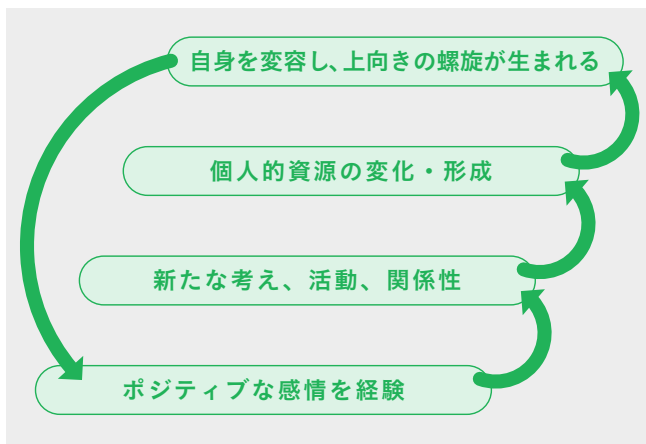 自身を変容し、上向きの螺旋が生まれる
個人的資源の変化・形成
新たな考え、活動、関係性
ポジティブな感情を経験